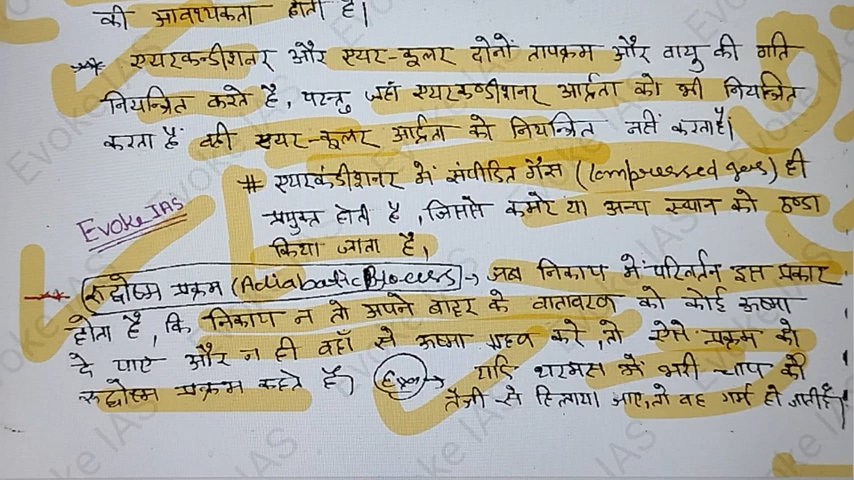 की आवश्यकता होती है।
एयरकन्डीशनर और एयर-कूलर दोनों तापक्रम और वायु की गति
नियन्त्रित करते है, परन्तु जहाँ एयरकण्डीशनर आर्द्रता को भी नियन्त्रित
करता है वही एयर-कूलर आर्द्रता को नियन्त्रित नहीं करता है।
# एयरकंडीशनर में संपीडित गैस (Compressed gas) ही
प्रयुक्त होती है, जिससे कमरे या अन्य स्थान को ठण्डा
किया जाता है,
Evoke IAS
रुद्धोष्म प्रक्रम (Adiabatic Process) → जब निकाय में परिवर्तन इस प्रकार
होता है, कि निकाय न तो अपने बाहर के वातावरण को कोई ऊष्मा
दे पाए और न ही वहाँ से ऊष्मा ग्रहण करे, तो ऐसे प्रक्रम को
रुद्धोष्म प्रक्रम कहते हैं। Exm → यदि थरमस में भरी चाय को
तेजी से हिलाया जाए, तो वह गर्म हो जाती है।